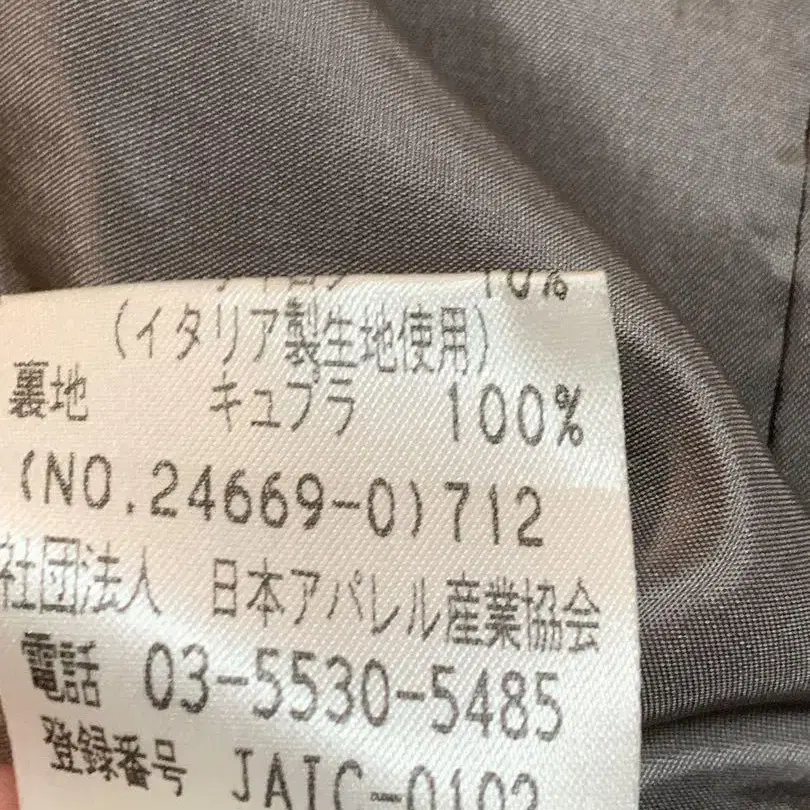 10%
(イタリア製生地使用)
裏地 キュプラ 100%
(NO.24669-0)712
社団法人 日本アパレル産業協会
電話 03-5530-5485
登録番号 JAIC-0102